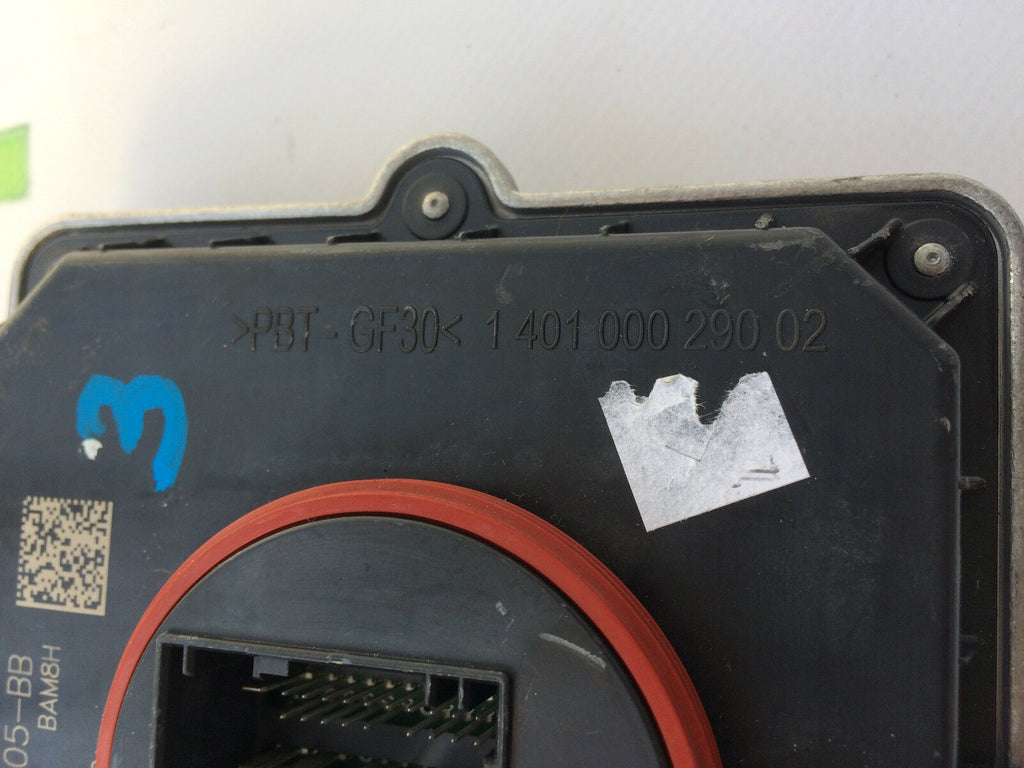 >PBT - GF30< 1 401 000 290 02
3
05-BB
BAM8H